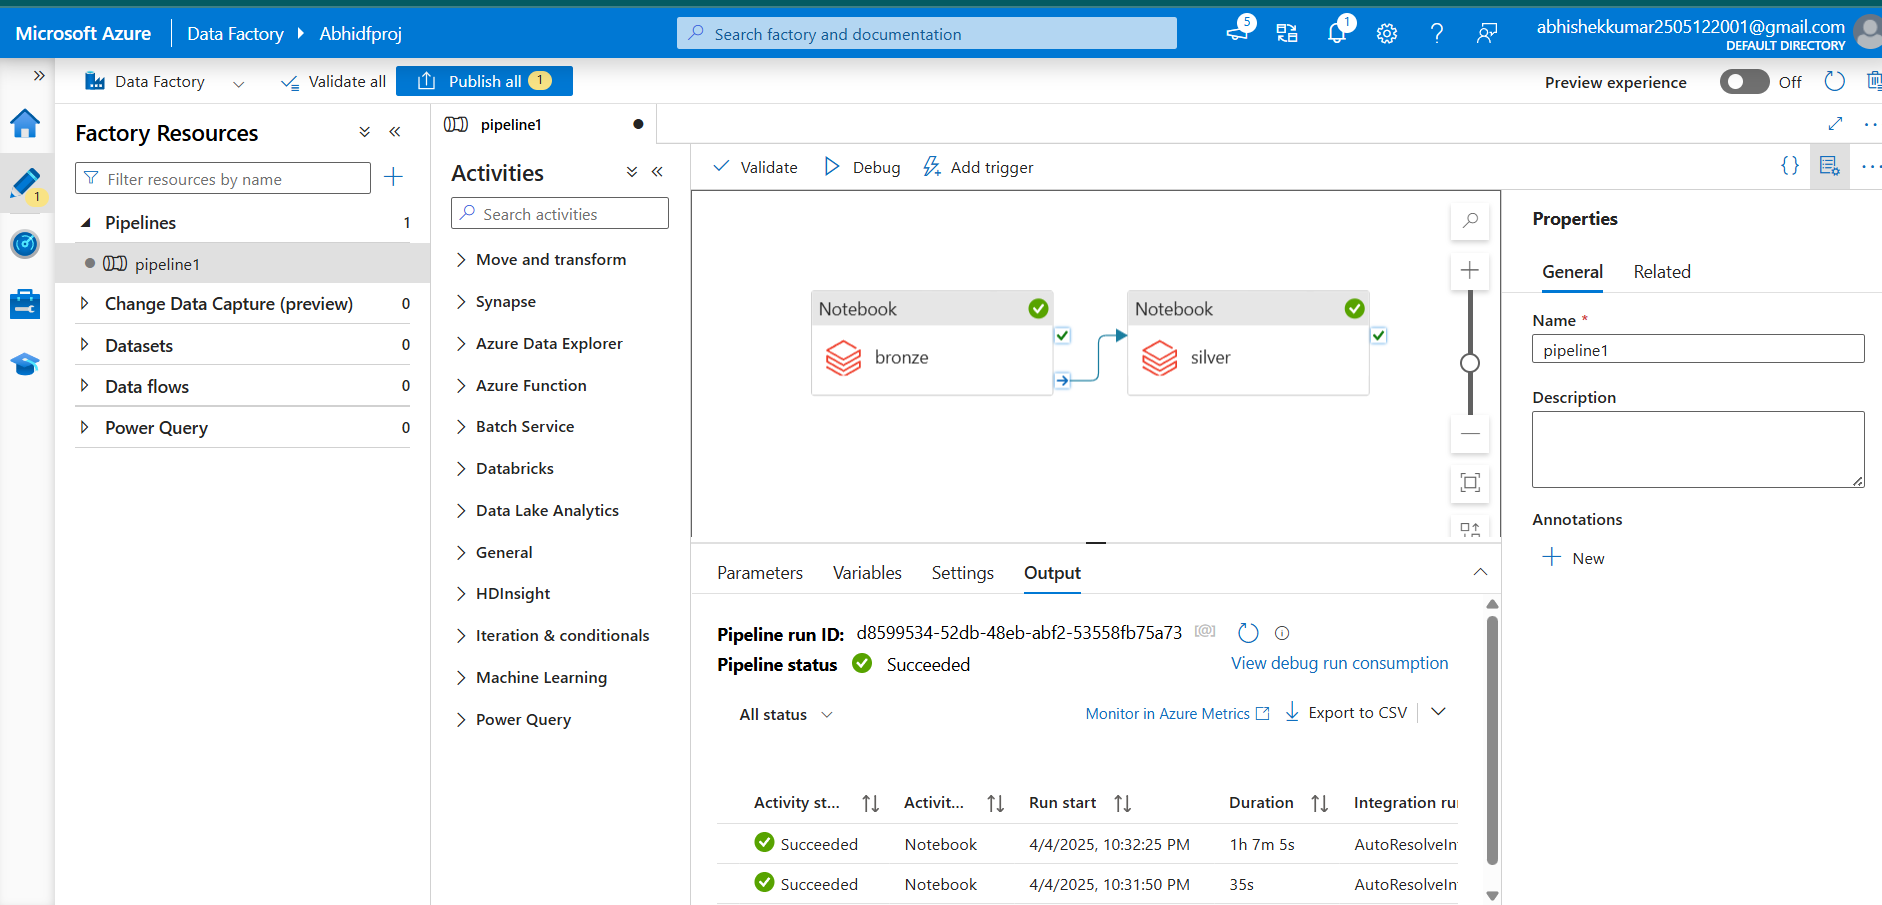 Microsoft Azure
Data Factory
Abhidfproj
Search factory and documentation
5
1
abhishekkumar2505122001@gmail.com
DEFAULT DIRECTORY
Data Factory
Validate all
Publish all
1
Preview experience
Off
1
Factory Resources
Filter resources by name
Pipelines
1
pipeline1
Change Data Capture (preview)
0
Datasets
0
Data flows
0
Power Query
0
pipeline1
Activities
Search activities
Move and transform
Synapse
Azure Data Explorer
Azure Function
Batch Service
Databricks
Data Lake Analytics
General
HDInsight
Iteration & conditionals
Machine Learning
Power Query
Validate
Debug
Add trigger
{}
Notebook
bronze
Notebook
silver
Parameters
Variables
Settings
Output
Pipeline run ID: d8599534-52db-48eb-abf2-53558fb75a73 [@]
Pipeline status Succeeded
View debug run consumption
All status
Monitor in Azure Metrics
Export to CSV
Activity st... Activit... Run start Duration Integration ru
Succeeded Notebook 4/4/2025, 10:32:25 PM 1h 7m 5s AutoResolveIn
Succeeded Notebook 4/4/2025, 10:31:50 PM 35s AutoResolveIn
Properties
General
Related
Name *
pipeline1
Description
Annotations
New